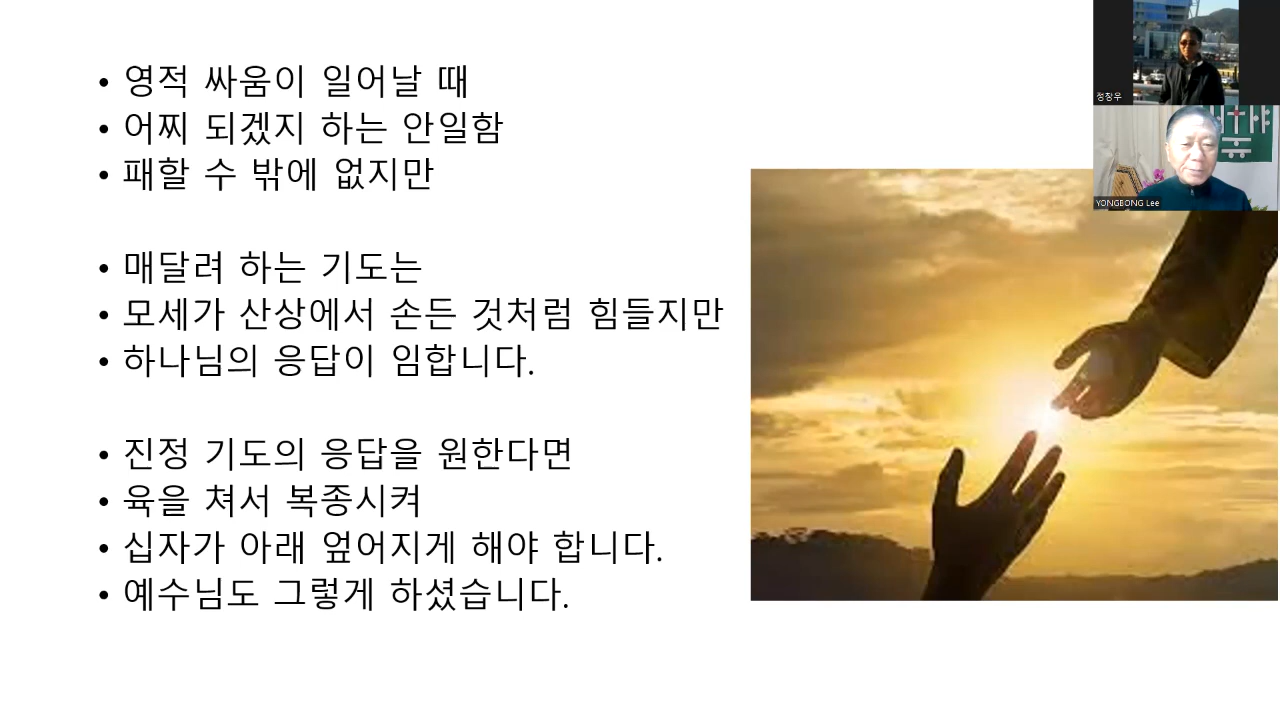 • 영적 싸움이 일어날 때
• 어찌 되겠지 하는 안일함
• 패할 수 밖에 없지만
• 매달려 하는 기도는
• 모세가 산상에서 손든 것처럼 힘들지만
• 하나님의 응답이 임합니다.
• 진정 기도의 응답을 원한다면
• 육을 쳐서 복종시켜
• 십자가 아래 엎어지게 해야 합니다.
• 예수님도 그렇게 하셨습니다.
정창우
YONGBONG Lee